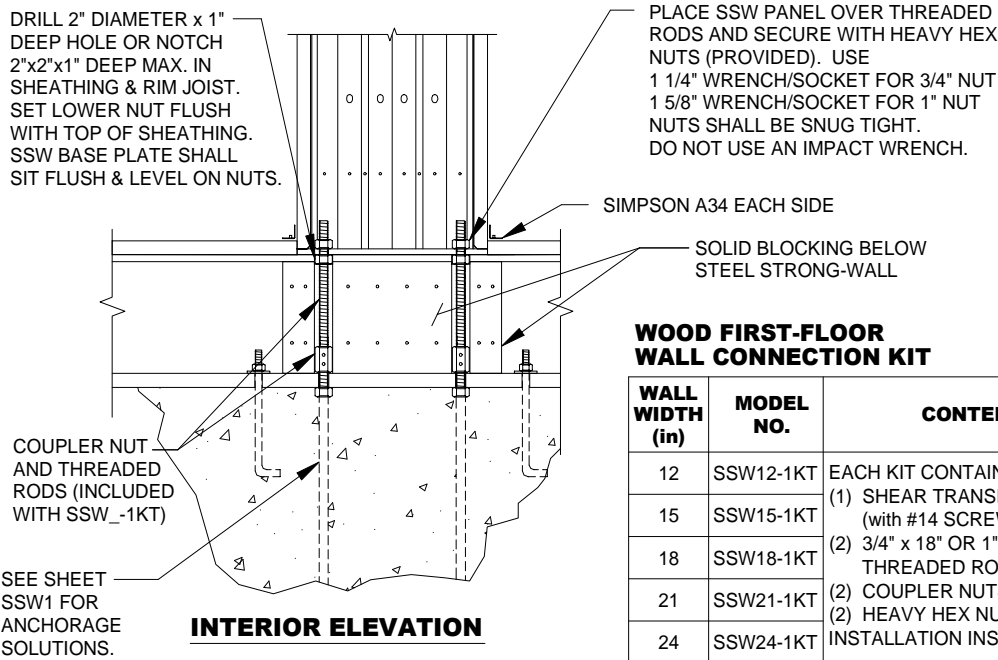 DRILL 2" DIAMETER x 1"
DEEP HOLE OR NOTCH
2"x2"x1" DEEP MAX. IN
SHEATHING & RIM JOIST.
SET LOWER NUT FLUSH
WITH TOP OF SHEATHING.
SSW BASE PLATE SHALL
SIT FLUSH & LEVEL ON NUTS.
PLACE SSW PANEL OVER THREADED
RODS AND SECURE WITH HEAVY HEX
NUTS (PROVIDED). USE
1 1/4" WRENCH/SOCKET FOR 3/4" NUT
1 5/8" WRENCH/SOCKET FOR 1" NUT
NUTS SHALL BE SNUG TIGHT.
DO NOT USE AN IMPACT WRENCH.
SIMPSON A34 EACH SIDE
SOLID BLOCKING BELOW
STEEL STRONG-WALL
COUPLER NUT
AND THREADED
RODS (INCLUDED
WITH SSW_-1KT)
SEE SHEET
SSW1 FOR
ANCHORAGE
SOLUTIONS.
INTERIOR ELEVATION
WOOD FIRST-FLOOR
WALL CONNECTION KIT
WALL
WIDTH
(in)
MODEL
NO.
12 SSW12-1KT
15 SSW15-1KT
18 SSW18-1KT
21 SSW21-1KT
24 SSW24-1KT
EACH KIT
(1) SHEAR
(with #14
(2) 3/4" x 18" OR 1"
THREADED
(2) COUPLER
(2) HEAVY HEX
INSTALLATION